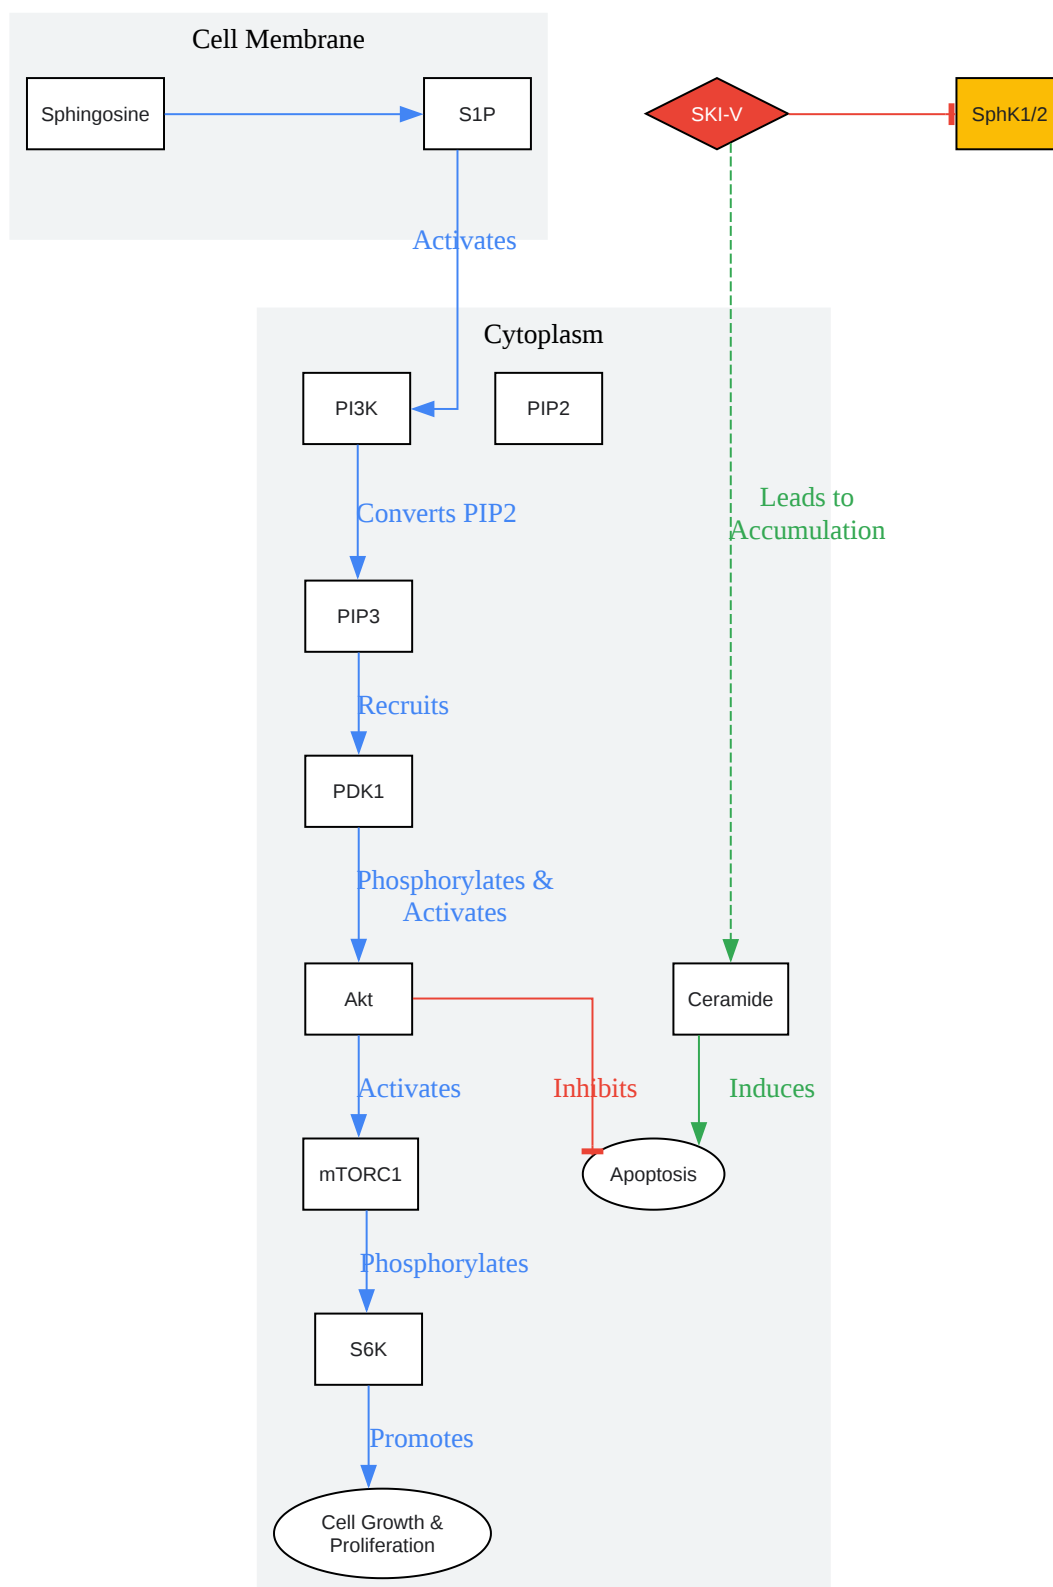 Cell Membrane
Sphingosine
S1P
SKI-V
SphK1/2
Activates
Cytoplasm
PI3K
PIP2
Converts PIP2
Leads to
Accumulation
PIP3
Recruits
PDK1
Phosphorylates &
Activates
Akt
Ceramide
Activates
Inhibits
Induces
mTORC1
Apoptosis
Phosphorylates
S6K
Promotes
Cell Growth &
Proliferation